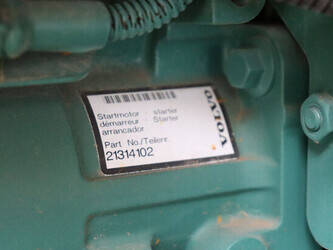 Startmotor - starter
démarreur - Starter
arrancador
Part No./Teilenr.
21314102
VOLVO